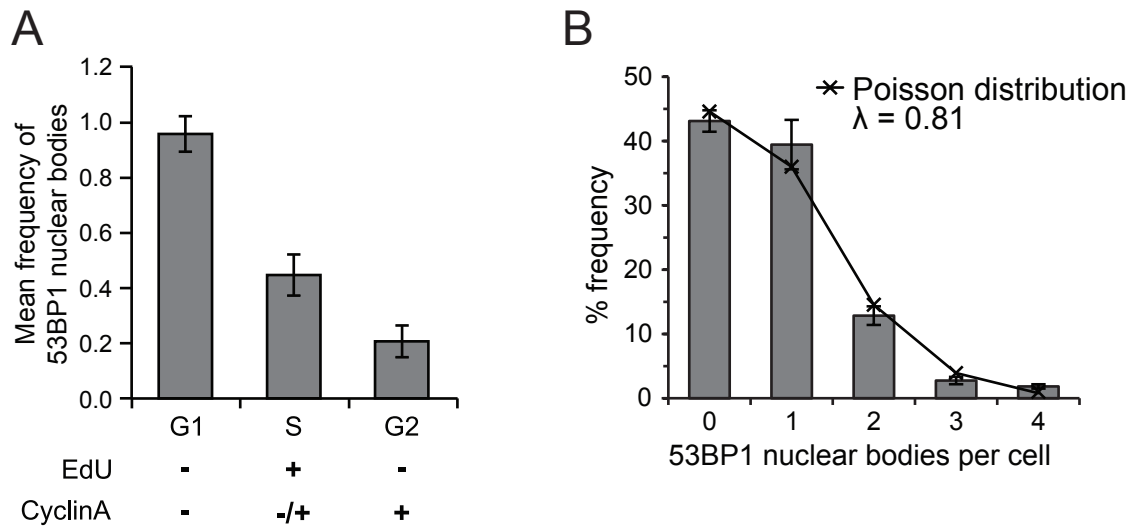 A
Mean frequency of
53BP1 nuclear bodies
1.2
1.0
0.8
0.6
0.4
0.2
0.0
G1 S G2
EdU - + -
CyclinA - -/+ +
B
% frequency
50
40
30
20
10
0
Poisson distribution
λ = 0.81
0 1 2 3 4
53BP1 nuclear bodies per cell